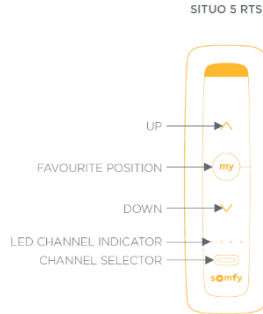 SITUO 5 RTS
UP
FAVOURITE POSITION
my
DOWN
LED CHANNEL INDICATOR
CHANNEL SELECTOR
somfy.